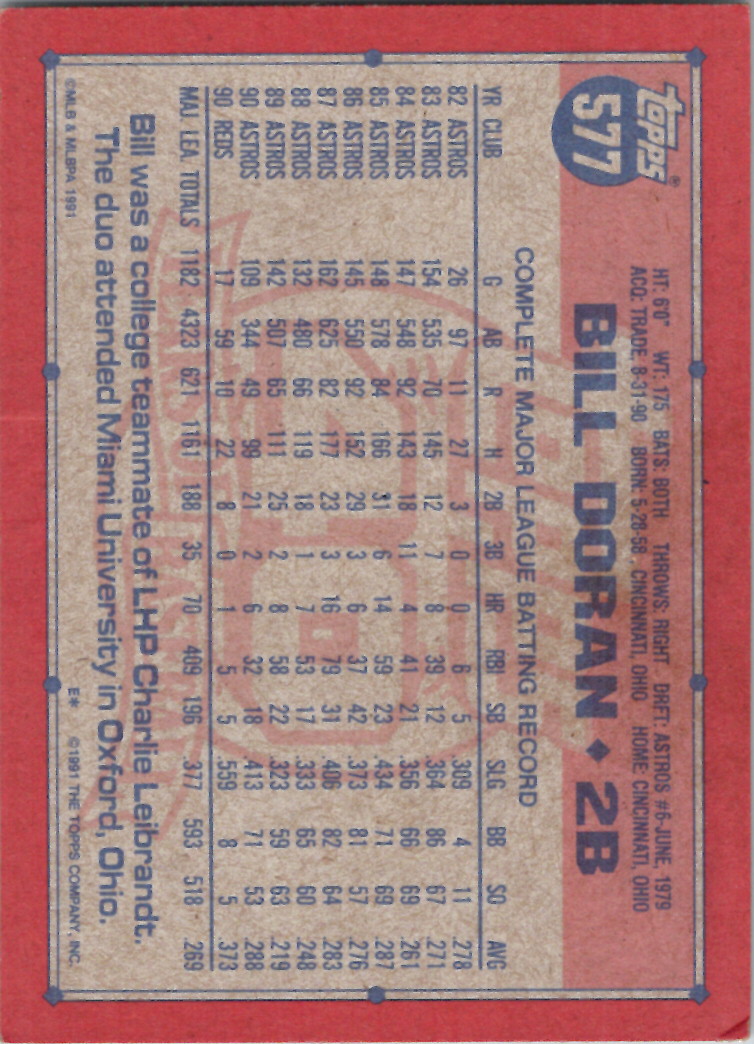 TOPPS®
577
HT: 6'0" WT: 175 BATS: BOTH THROWS: RIGHT DRFT: ASTROS #6-JUNE, 1979
ACQ: TRADE, 8-31-90 BORN: 5-28-58, CINCINNATI, OHIO HOME: CINCINNATI, OHIO
BILL DORAN ♦ 2B
COMPLETE MAJOR LEAGUE BATTING RECORD
YR CLUB G AB R H 2B 3B HR RBI SB SLG BB SO AVG
82 ASTROS 26 97 11 27 3 0 0 6 5 .309 4 11 .278
83 ASTROS 154 535 70 145 12 7 8 39 12 .364 86 67 .271
84 ASTROS 147 548 92 143 18 11 4 41 21 .356 66 69 .261
85 ASTROS 148 578 84 166 31 6 14 59 23 .434 71 69 .287
86 ASTROS 145 550 92 152 29 3 6 37 42 .373 81 57 .276
87 ASTROS 162 625 82 177 23 3 16 79 31 .406 82 64 .283
88 ASTROS 132 480 66 119 18 1 7 53 17 .333 65 60 .248
89 ASTROS 142 507 65 111 25 2 8 58 22 .323 59 63 .219
90 ASTROS 109 344 49 99 21 2 6 32 18 .413 71 53 .288
90 REDS 17 59 10 22 8 0 1 5 5 .559 8 5 .373
MAJ. LEA. TOTALS 1182 4323 621 1161 188 35 70 409 196 .377 593 518 .269
Bill was a college teammate of LHP Charlie Leibrandt.
The duo attended Miami University in Oxford, Ohio.
©MLB & MLBPA 1991 E* ©1991 THE TOPPS COMPANY, INC.